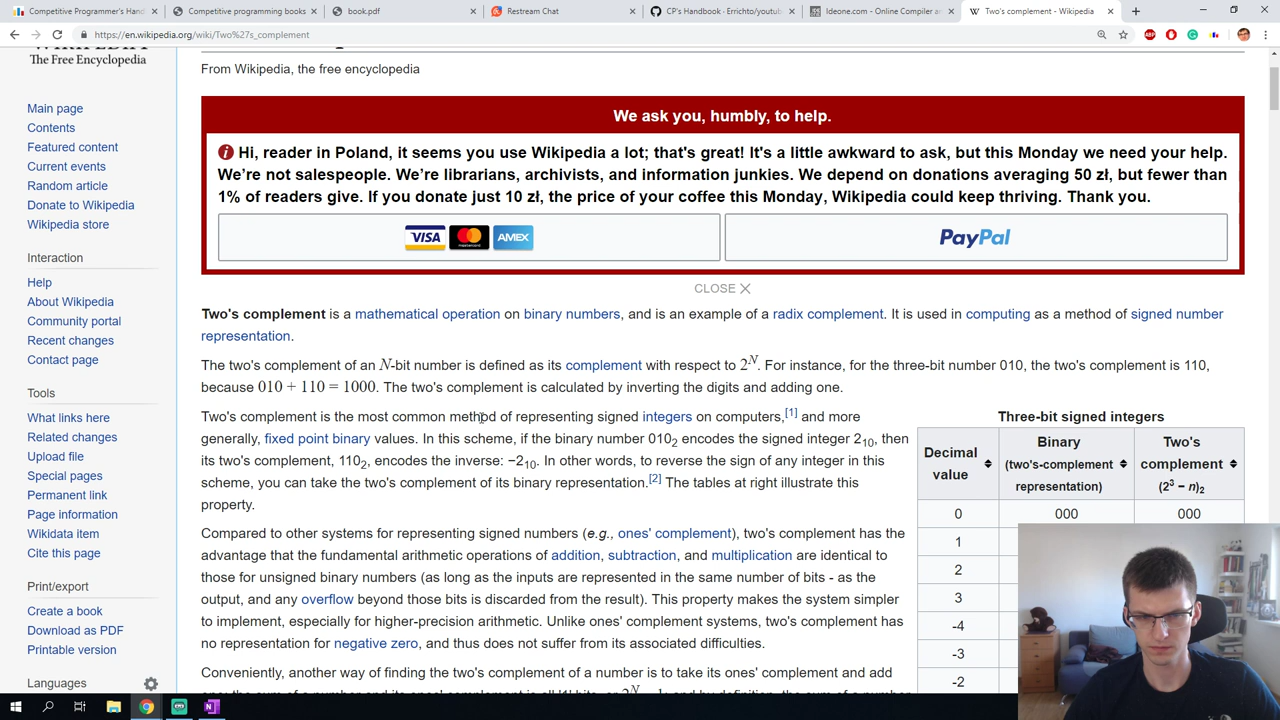 Competitive Programmer's Hand
Competitive programming books
book.pdf
Restream Chat
CP's Handbook · Errichto/youtub
Ideone.com - Online Compiler a
Two's complement - Wikipedia
https://en.wikipedia.org/wiki/Two%27s_complement
The Free Encyclopedia
From Wikipedia, the free encyclopedia
We ask you, humbly, to help.
Hi, reader in Poland, it seems you use Wikipedia a lot; that's great! It's a little awkward to ask, but this Monday we need your help.
We're not salespeople. We're librarians, archivists, and information junkies. We depend on donations averaging 50 zł, but fewer than
1% of readers give. If you donate just 10 zł, the price of your coffee this Monday, Wikipedia could keep thriving. Thank you.
VISA mastercard AMEX
PayPal
CLOSE
Main page
Contents
Featured content
Current events
Random article
Donate to Wikipedia
Wikipedia store
Interaction
Help
About Wikipedia
Community portal
Recent changes
Contact page
Tools
What links here
Related changes
Upload file
Special pages
Permanent link
Page information
Wikidata item
Cite this page
Print/export
Create a book
Download as PDF
Printable version
Languages
Two's complement is a mathematical operation on binary numbers, and is an example of a radix complement. It is used in computing as a method of signed number
representation.
The two's complement of an N-bit number is defined as its complement with respect to 2^N. For instance, for the three-bit number 010, the two's complement is 110,
because 010 + 110 = 1000. The two's complement is calculated by inverting the digits and adding one.
Two's complement is the most common method of representing signed integers on computers,[1] and more
generally, fixed point binary values. In this scheme, if the binary number 010₂ encodes the signed integer 2₁₀, then
its two's complement, 110₂, encodes the inverse: −2₁₀. In other words, to reverse the sign of any integer in this
scheme, you can take the two's complement of its binary representation.[2] The tables at right illustrate this
property.
Compared to other systems for representing signed numbers (e.g., ones' complement), two's complement has the
advantage that the fundamental arithmetic operations of addition, subtraction, and multiplication are identical to
those for unsigned binary numbers (as long as the inputs are represented in the same number of bits - as the
output, and any overflow beyond those bits is discarded from the result). This property makes the system simpler
to implement, especially for higher-precision arithmetic. Unlike ones' complement systems, two's complement has
no representation for negative zero, and thus does not suffer from its associated difficulties.
Conveniently, another way of finding the two's complement of a number is to take its ones' complement and add
Three-bit signed integers
Decimal value
Binary (two's-complement representation)
Two's complement (2³ − n)₂
0 000 000
1
2
3
-4
-3
-2